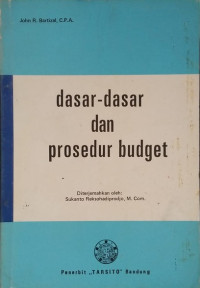 John R. Bartizal, C.P.A.
dasar-dasar
dan
prosedur budget
Diterjemahkan oleh:
Sukanto Reksohadiprodjo, M. Com.
Penerbit „TARSITO" Bandung